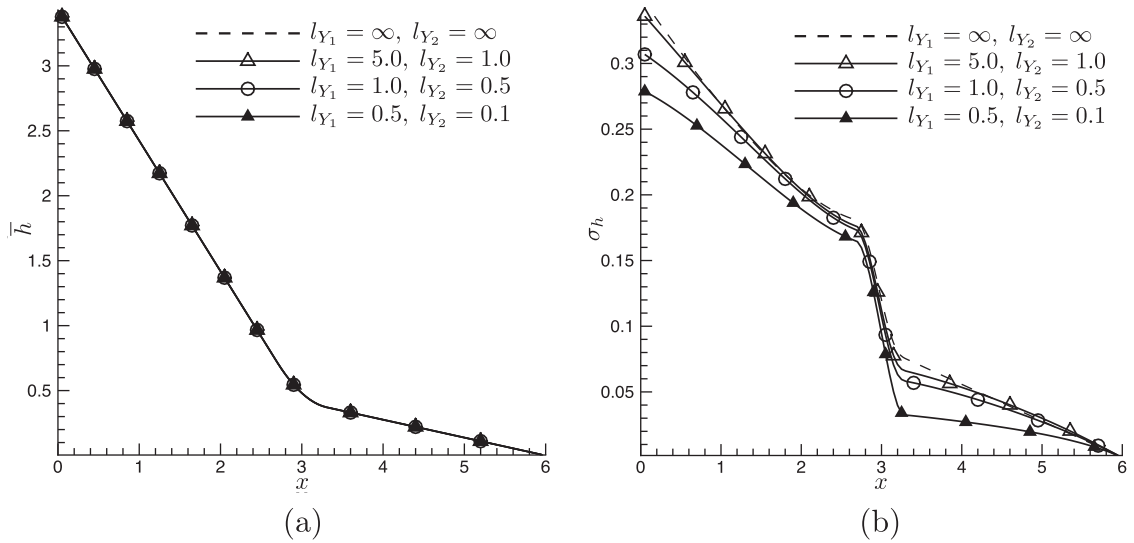 l_{Y_1} = ∞, l_{Y_2} = ∞
l_{Y_1} = 5.0, l_{Y_2} = 1.0
l_{Y_1} = 1.0, l_{Y_2} = 0.5
l_{Y_1} = 0.5, l_{Y_2} = 0.1
3
2.5
2
1.5
1
0.5
h̅
0 1 2 3 4 5 6
x
(a)
l_{Y_1} = ∞, l_{Y_2} = ∞
l_{Y_1} = 5.0, l_{Y_2} = 1.0
l_{Y_1} = 1.0, l_{Y_2} = 0.5
l_{Y_1} = 0.5, l_{Y_2} = 0.1
0.3
0.25
0.2
0.15
0.1
0.05
σ_h
0 1 2 3 4 5 6
x
(b)